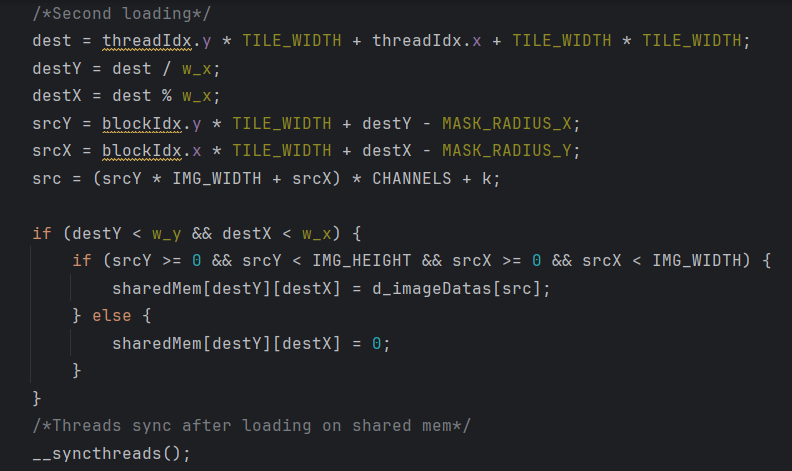 /*Second loading*/
dest = threadIdx.y * TILE_WIDTH + threadIdx.x + TILE_WIDTH * TILE_WIDTH;
destY = dest / w_x;
destX = dest % w_x;
srcY = blockIdx.y * TILE_WIDTH + destY - MASK_RADIUS_X;
srcX = blockIdx.x * TILE_WIDTH + destX - MASK_RADIUS_Y;
src = (srcY * IMG_WIDTH + srcX) * CHANNELS + k;
if (destY < w_y && destX < w_x) {
if (srcY >= 0 && srcY < IMG_HEIGHT && srcX >= 0 && srcX < IMG_WIDTH) {
sharedMem[destY][destX] = d_imageDatas[src];
} else {
sharedMem[destY][destX] = 0;
}
}
/*Threads sync after loading on shared mem*/
__syncthreads();